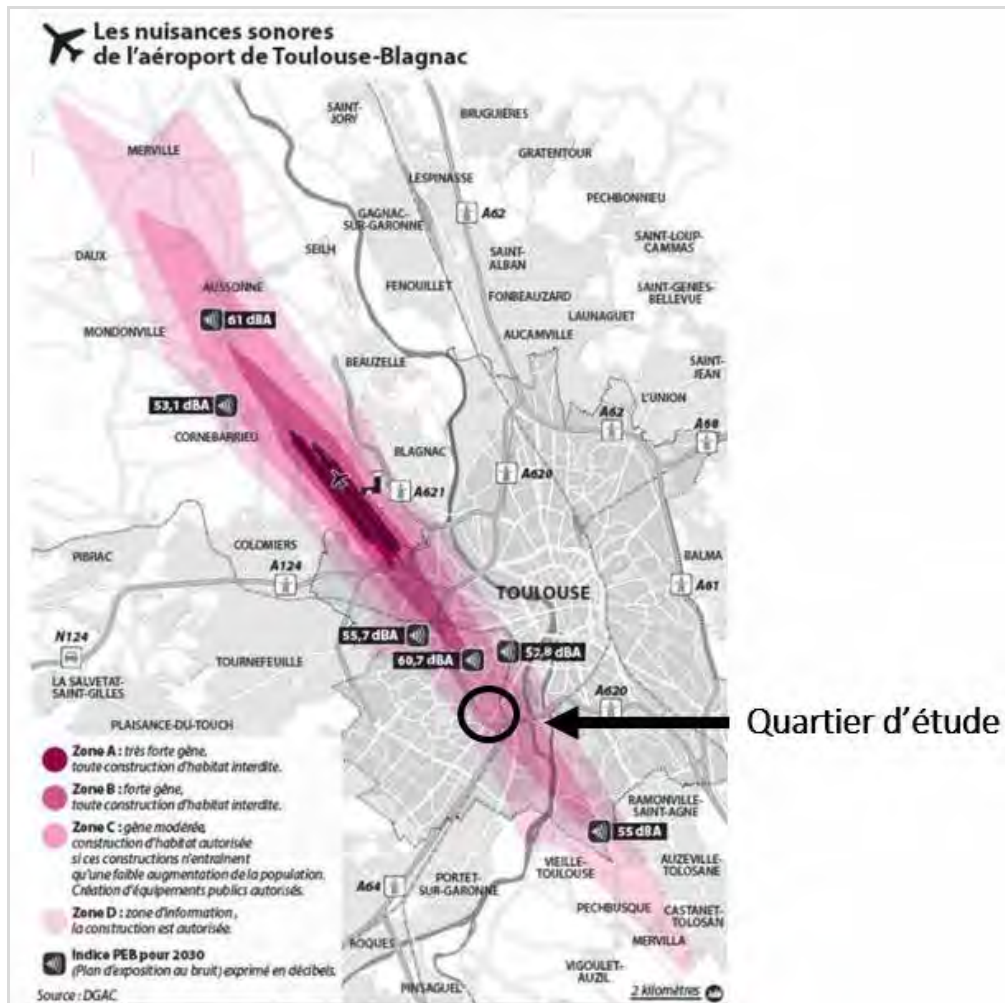 Les nuisances sonores
de l'aéroport de Toulouse-Blagnac
SAINT-
JORY
BRUGUIÈRES
MERVILLE
GRATENTOUR
LESPINASSE
PECHBONNIEU
GAGNAC-
SUR-GARONNE
A62
SAINT-LOUP-
CAMMAS
DAUX
SEILH
SAINT-
ALBAN
AUSSONNE
FENOUILLET
FONBEAUZARD
SAINT-GENIES-
BELLEVUE
61 dBA
LAUNAGUET
MONDONVILLE
AUCAMVILLE
BEAUZELLE
SAINT-
JEAN
53,1 dBA
L'UNION
A62
A68
CORNEBARRIEU
BLAGNAC
A620
A621
COLOMIERS
PIBRAC
BALMA
A124
TOULOUSE
A61
N124
55,7 dBA
60,7 dBA
52,8 dBA
TOURNEFEUILLE
LA SALVETAT-
SAINT-GILLES
A620
PLAISANCE-DU-TOUCH
Quartier d'étude
Zone A : très forte gêne,
toute construction d'habitat interdite.
Zone B : forte gêne,
toute construction d'habitat interdite.
RAMONVILLE-
SAINT-AGNE
Zone C : gêne modérée,
construction d'habitat autorisée
si ces constructions n'entraînent
qu'une faible augmentation de la population.
Création d'équipements publics autorisés.
55 dBA
VIEILLE-
TOULOUSE
AUZEVILLE-
TOLOSANE
A64
PORTET-
SUR-GARONNE
PECHBUSQUE
CASTANET-
TOLOSAN
Zone D : zone d'information,
la construction est autorisée.
MERVILLA
ROQUES
Indice PEB pour 2030
(Plan d'exposition au bruit) exprimé en décibels.
VIGOULET-
AUZIL
PINSAGUEL
Source : DGAC
2 kilomètres